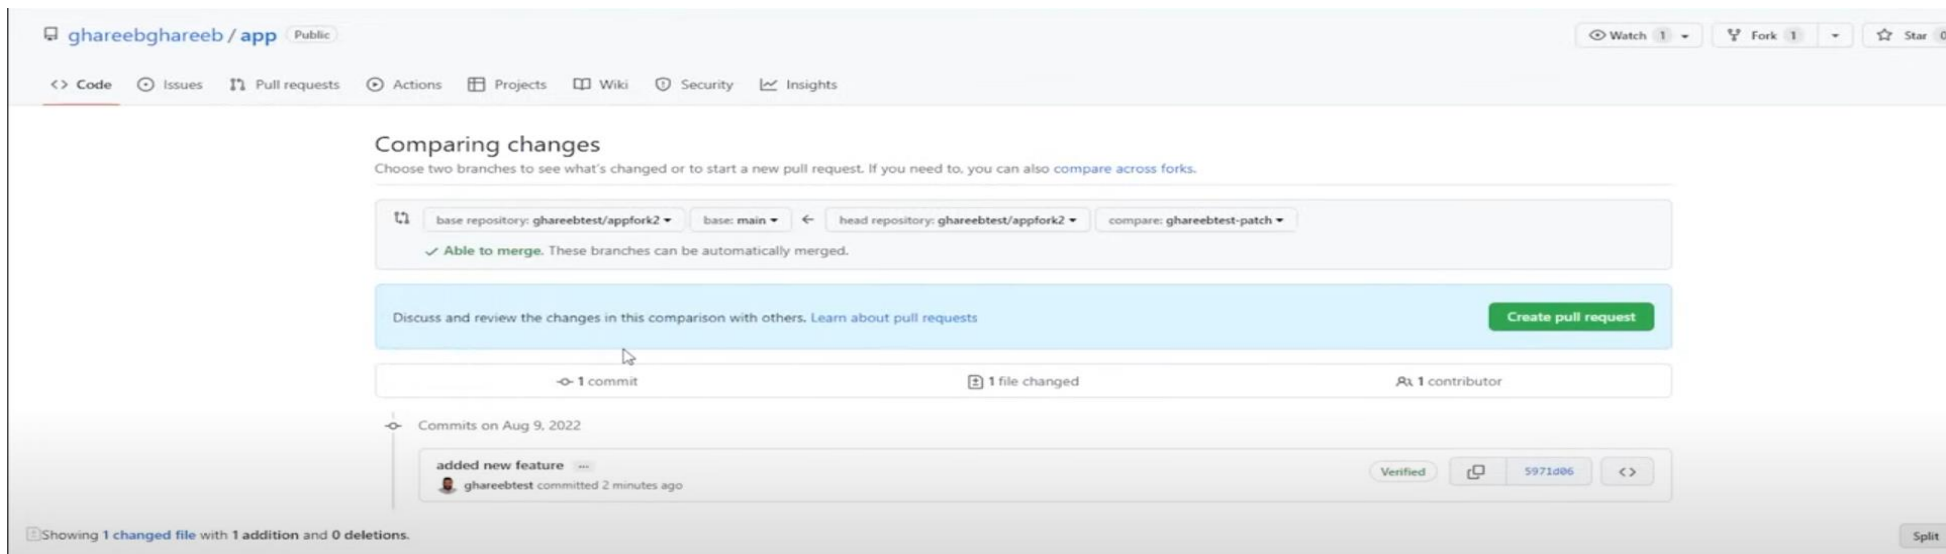 ghareebghareeb / app Public Watch 1 Fork 1 Star
Code Issues Pull requests Actions Projects Wiki Security Insights
Comparing changes
Choose two branches to see what's changed or to start a new pull request. If you need to, you can also compare across forks.
base repository: ghareebtest/appfork2 base: main ← head repository: ghareebtest/appfork2 compare: ghareebtest-patch
Able to merge. These branches can be automatically merged.
Discuss and review the changes in this comparison with others. Learn about pull requests Create pull request
1 commit 1 file changed 1 contributor
Commits on Aug 9, 2022
added new feature ... Verified 5971d06 <>
ghareebtest committed 2 minutes ago
Showing 1 changed file with 1 addition and 0 deletions. Split